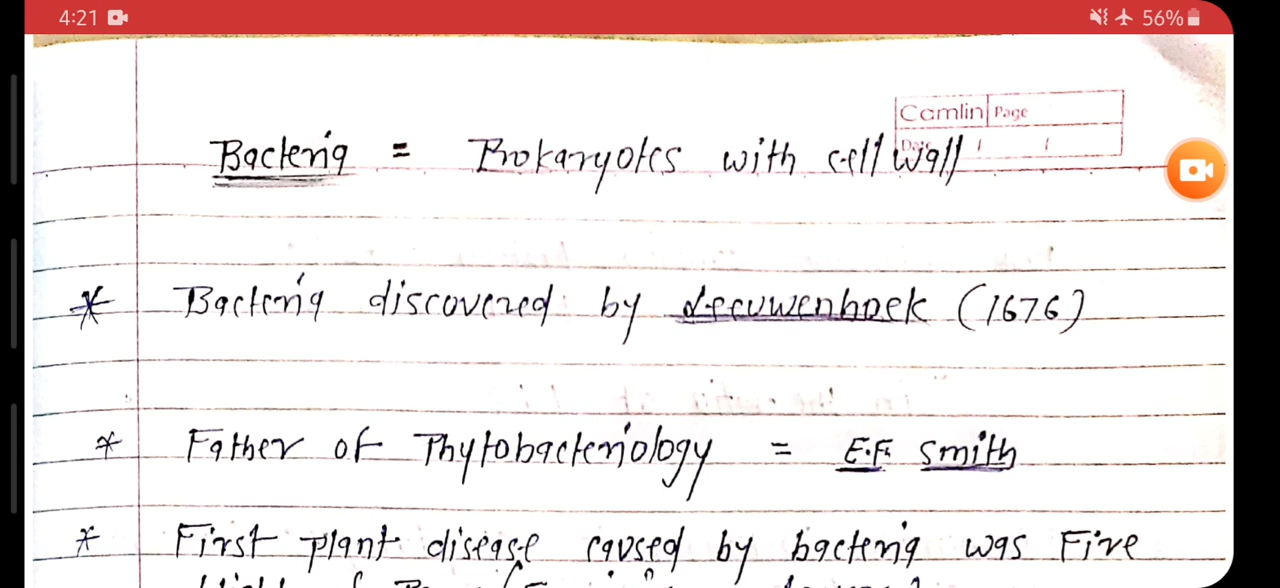 4:21 56%
Camlin Page
Date
Bacteria = Prokaryotes with cell wall
* Bacteria discovered by Leeuwenhoek (1676)
* Father of Phytobacteriology = E.F. Smith
* First plant disease caused by bacteria was Fire